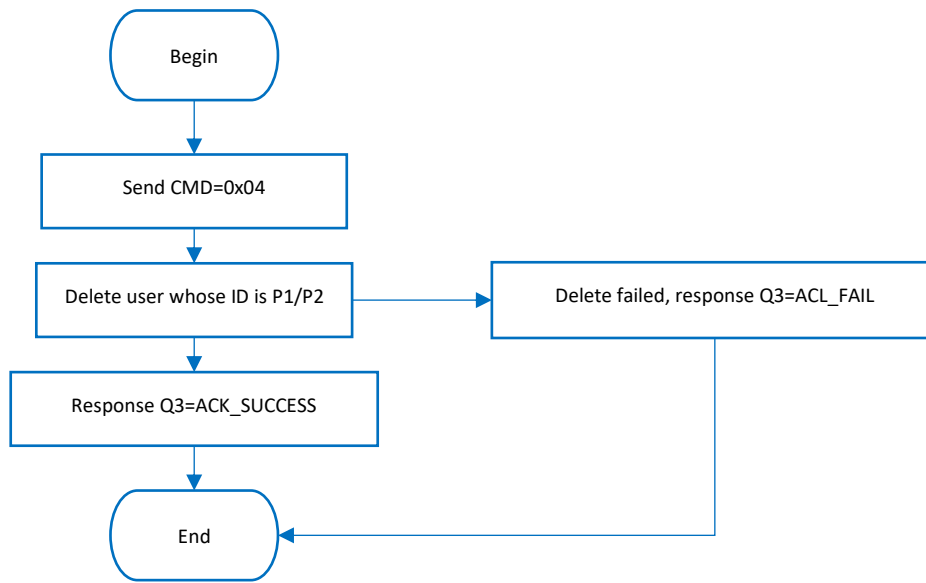 Begin
Send CMD=0x04
Delete user whose ID is P1/P2
Delete failed, response Q3=ACL_FAIL
Response Q3=ACK_SUCCESS
End